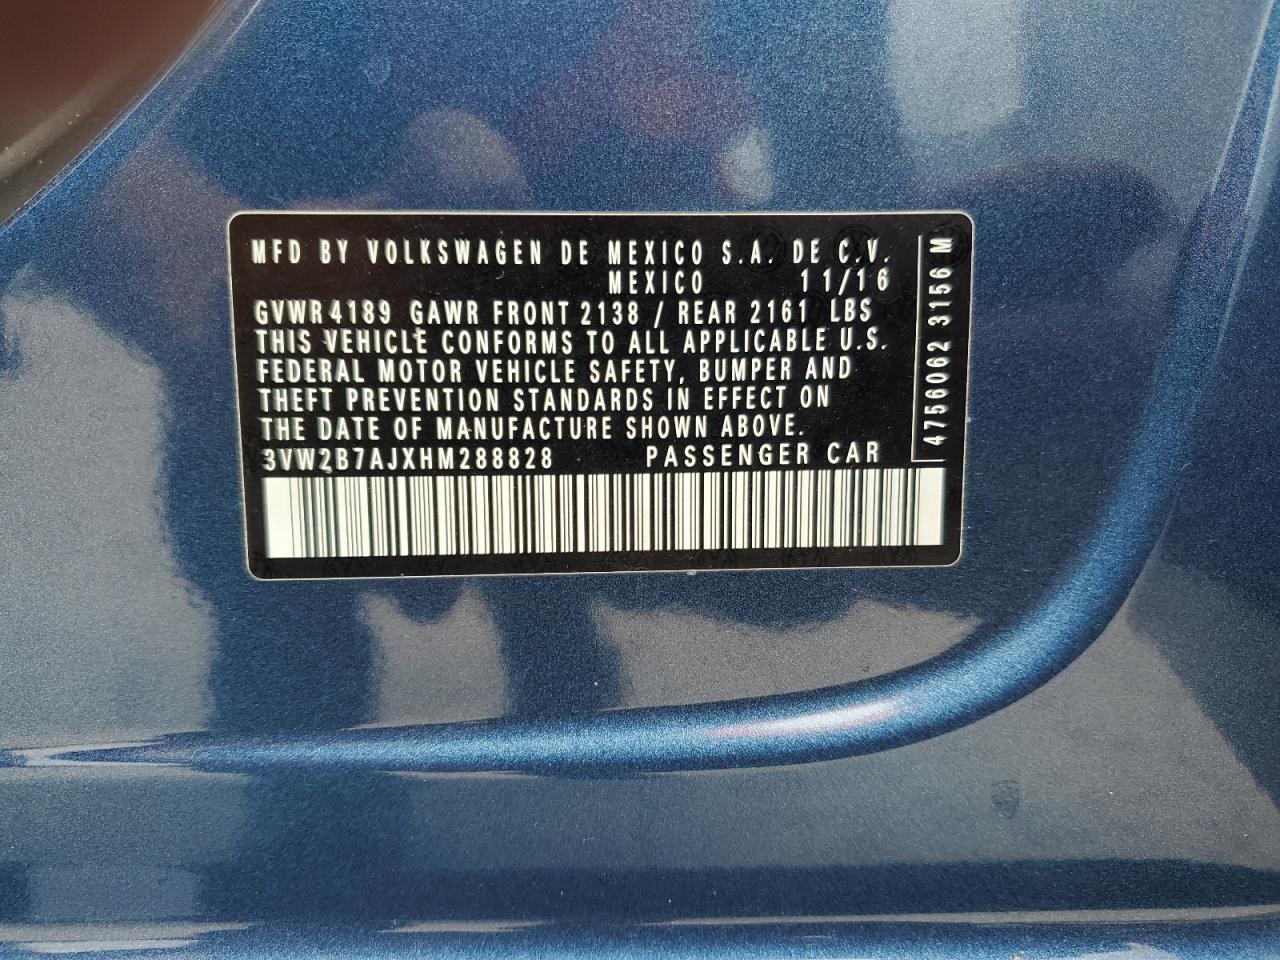 MFD BY VOLKSWAGEN DE MEXICO S.A. DE C.V.
MEXICO 11/16
GVWR 4189 GAWR FRONT 2138 / REAR 2161 LBS
THIS VEHICLE CONFORMS TO ALL APPLICABLE U.S.
FEDERAL MOTOR VEHICLE SAFETY, BUMPER AND
THEFT PREVENTION STANDARDS IN EFFECT ON
THE DATE OF MANUFACTURE SHOWN ABOVE.
3VW2B7AJXHM288828 PASSENGER CAR
4756062 3156 M